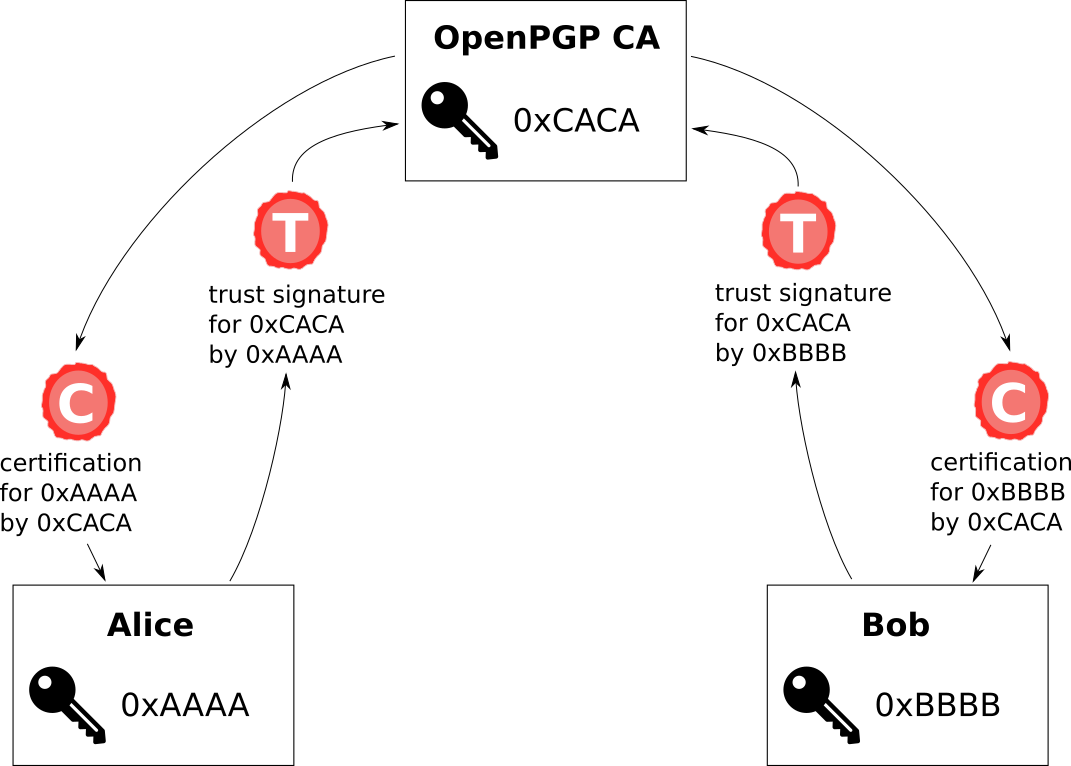 OpenPGP CA
0xCACA
T
trust signature
for 0xCACA
by 0xAAAA
T
trust signature
for 0xCACA
by 0xBBBB
C
certification
for 0xAAAA
by 0xCACA
C
certification
for 0xBBBB
by 0xCACA
Alice
0xAAAA
Bob
0xBBBB